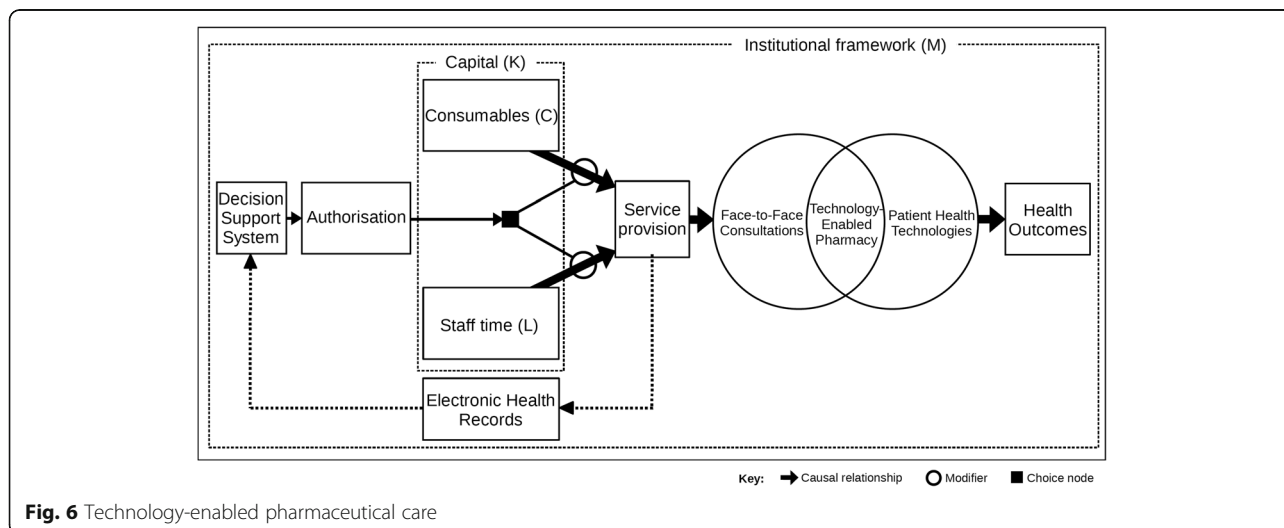 Institutional framework (M)
Capital (K)
Consumables (C)
Decision
Support
System
Authorisation
Service
provision
Face-to-Face
Consultations
Technology-
Enabled
Pharmacy
Patient Health
Technologies
Health
Outcomes
Staff time (L)
Electronic Health
Records
Key: Causal relationship Modifier Choice node
Fig. 6 Technology-enabled pharmaceutical care